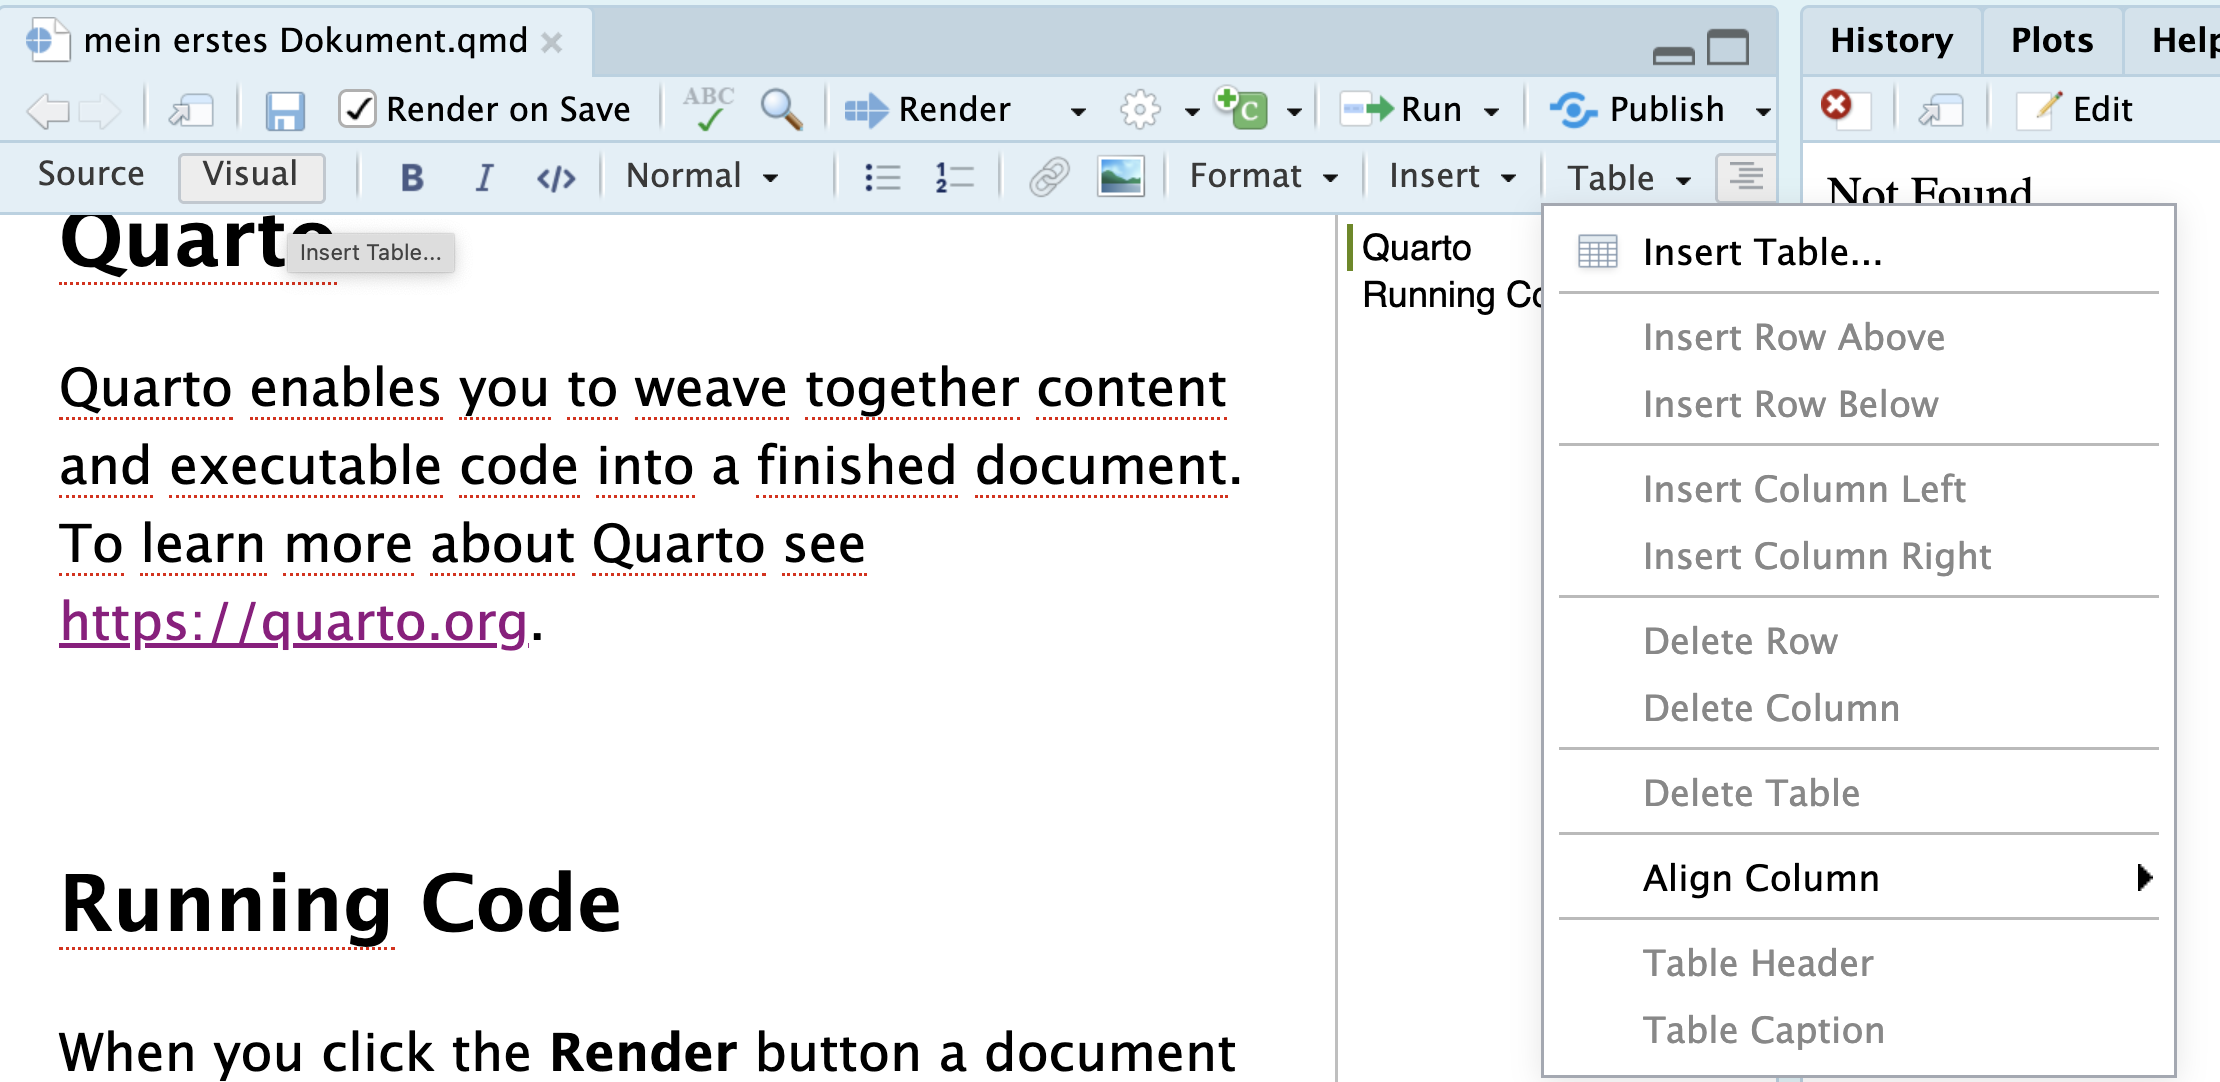 mein erstes Dokument.qmd
History Plots Help
Render on Save ABC Render Run Publish Edit
Source Visual B I </> Normal Format Insert Table
Not Found
Quarto
Insert Table...
Quarto enables you to weave together content
and executable code into a finished document.
To learn more about Quarto see
https://quarto.org.
Running Code
When you click the Render button a document
Quarto
Running Co
Insert Table...
Insert Row Above
Insert Row Below
Insert Column Left
Insert Column Right
Delete Row
Delete Column
Delete Table
Align Column
Table Header
Table Caption